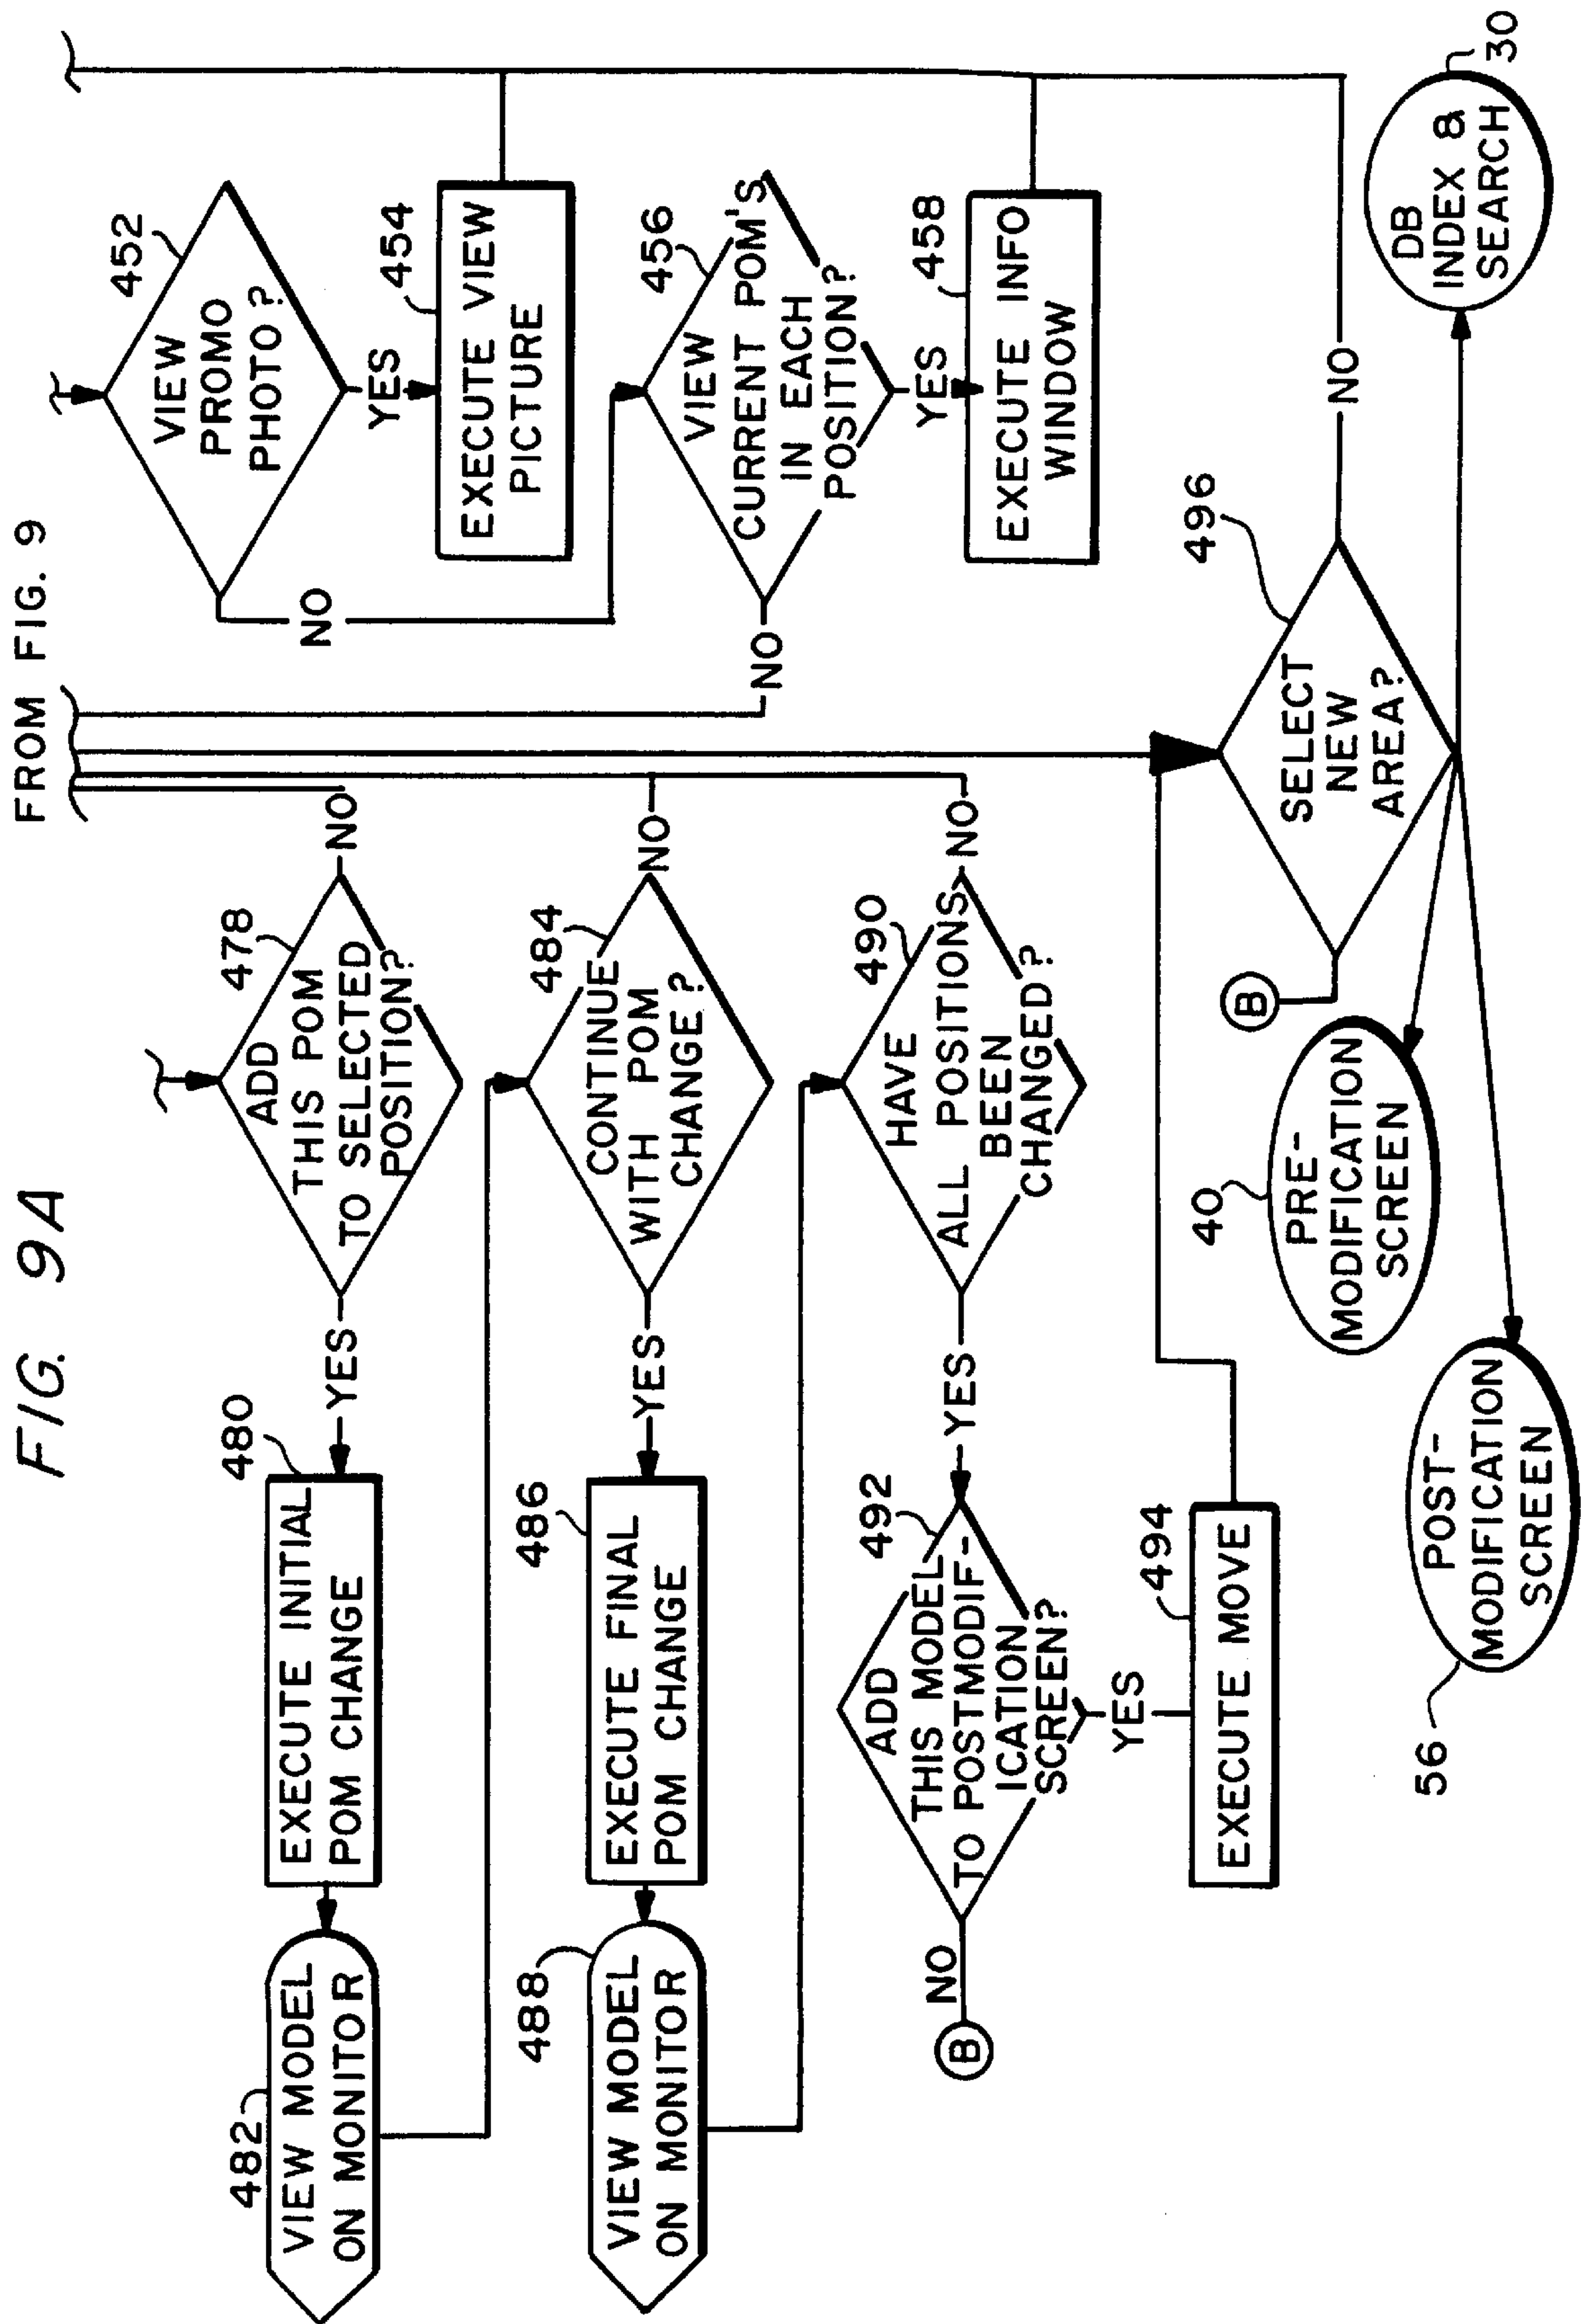 FIG. 9A
FROM FIG. 9
482
VIEW MODEL
ON MONITOR
480
EXECUTE INITIAL
POM CHANGE
YES
478
ADD
THIS POM
TO SELECTED
POSITION?
NO
488
VIEW MODEL
ON MONITOR
486
EXECUTE FINAL
POM CHANGE
YES
484
CONTINUE
WITH POM
CHANGE?
NO
B
NO
492
ADD
THIS MODEL
TO POSTMODIF-
ICATION
SCREEN?
YES
490
HAVE
ALL POSITIONS
BEEN
CHANGED?
NO
YES
494
EXECUTE MOVE
452
VIEW
PROMO
PHOTO?
NO
YES
454
EXECUTE VIEW
PICTURE
456
VIEW
CURRENT POM'S
IN EACH
POSITION?
NO
YES
458
EXECUTE INFO
WINDOW
496
SELECT
NEW
AREA?
NO
B
40
PRE-
MODIFICATION
SCREEN
56
POST-
MODIFICATION
SCREEN
DB
INDEX &
SEARCH
30